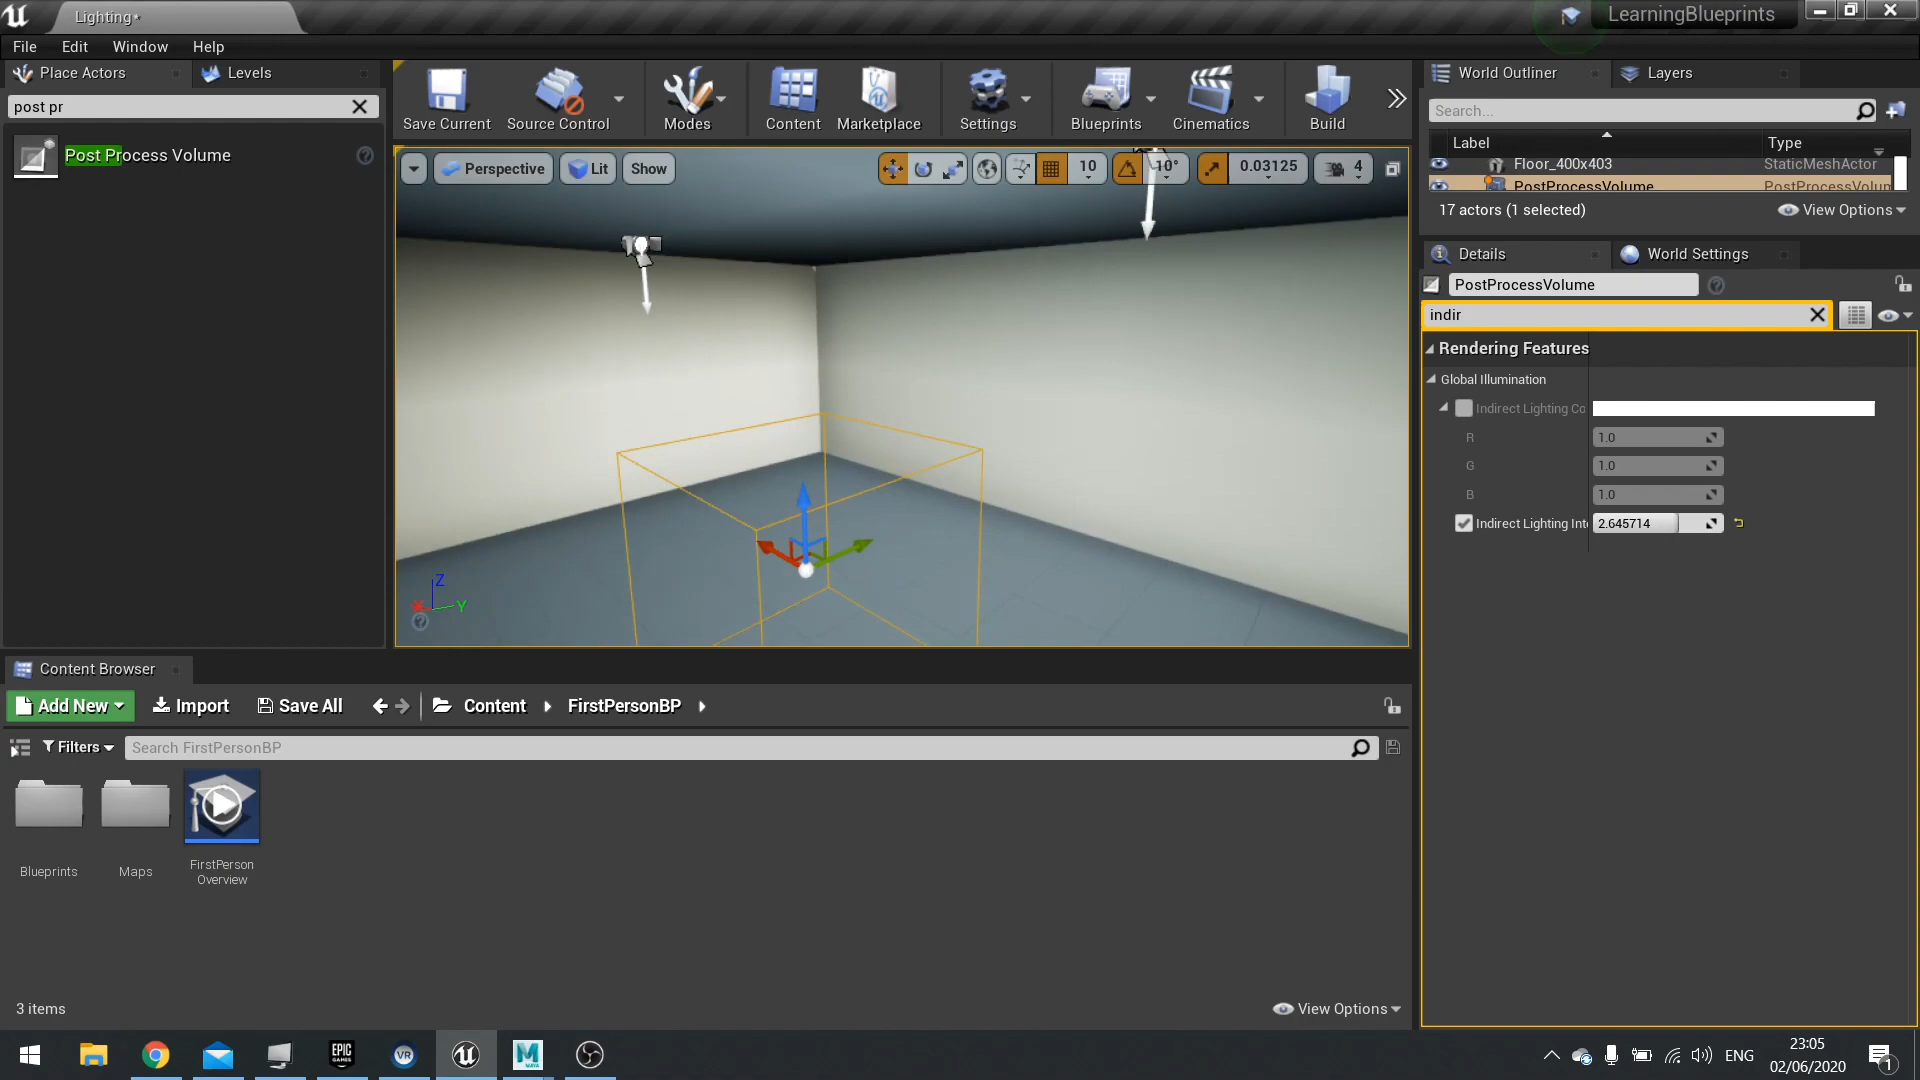 Lighting*
LearningBlueprints
File Edit Window Help
Place Actors
Levels
post pr
Post Process Volume
Save Current
Source Control
Modes
Content
Marketplace
Settings
Blueprints
Cinematics
Build
Perspective
Lit
Show
10
10°
0.03125
4
Z
Y
World Outliner
Layers
Search...
Label
Type
Floor_400x403
StaticMeshActor
PostProcessVolume
PostProcessVolum
17 actors (1 selected)
View Options
Details
World Settings
PostProcessVolume
indir
Rendering Features
Global Illumination
Indirect Lighting Co
R
1.0
G
1.0
B
1.0
Indirect Lighting Inte
2.645714
Content Browser
Add New
Import
Save All
Content
FirstPersonBP
Filters
Search FirstPersonBP
Blueprints
Maps
FirstPerson
Overview
3 items
View Options
EPIC
GAMES
VR
M
ENG
23:05
02/06/2020
1